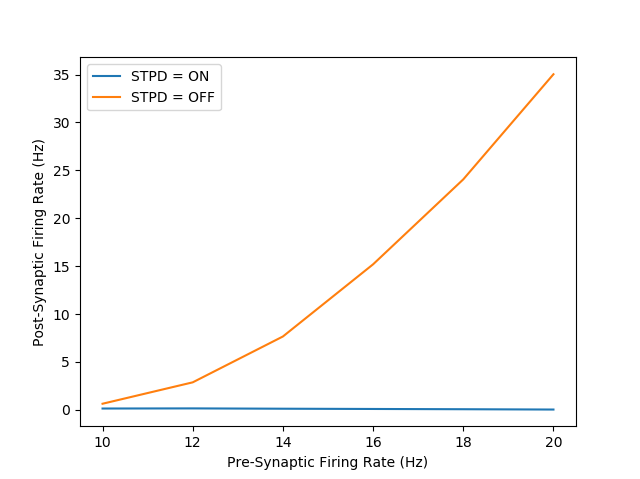 STPD = ON
STPD = OFF
35
30
25
20
15
10
5
0
Post-Synaptic Firing Rate (Hz)
10 12 14 16 18 20
Pre-Synaptic Firing Rate (Hz)